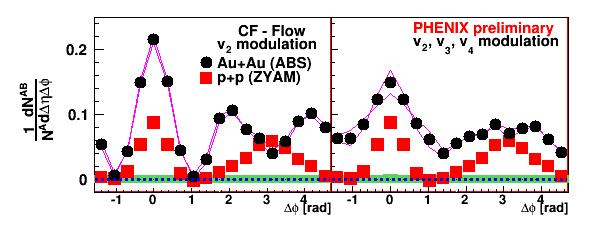 CF - Flow
v2 modulation
Au+Au (ABS)
p+p (ZYAM)
PHENIX preliminary
v2, v3, v4 modulation
1 dN^AB
N^A dΔηΔφ
0.2
0.1
0
-1 0 1 2 3 4
Δφ [rad]
-1 0 1 2 3 4
Δφ [rad]